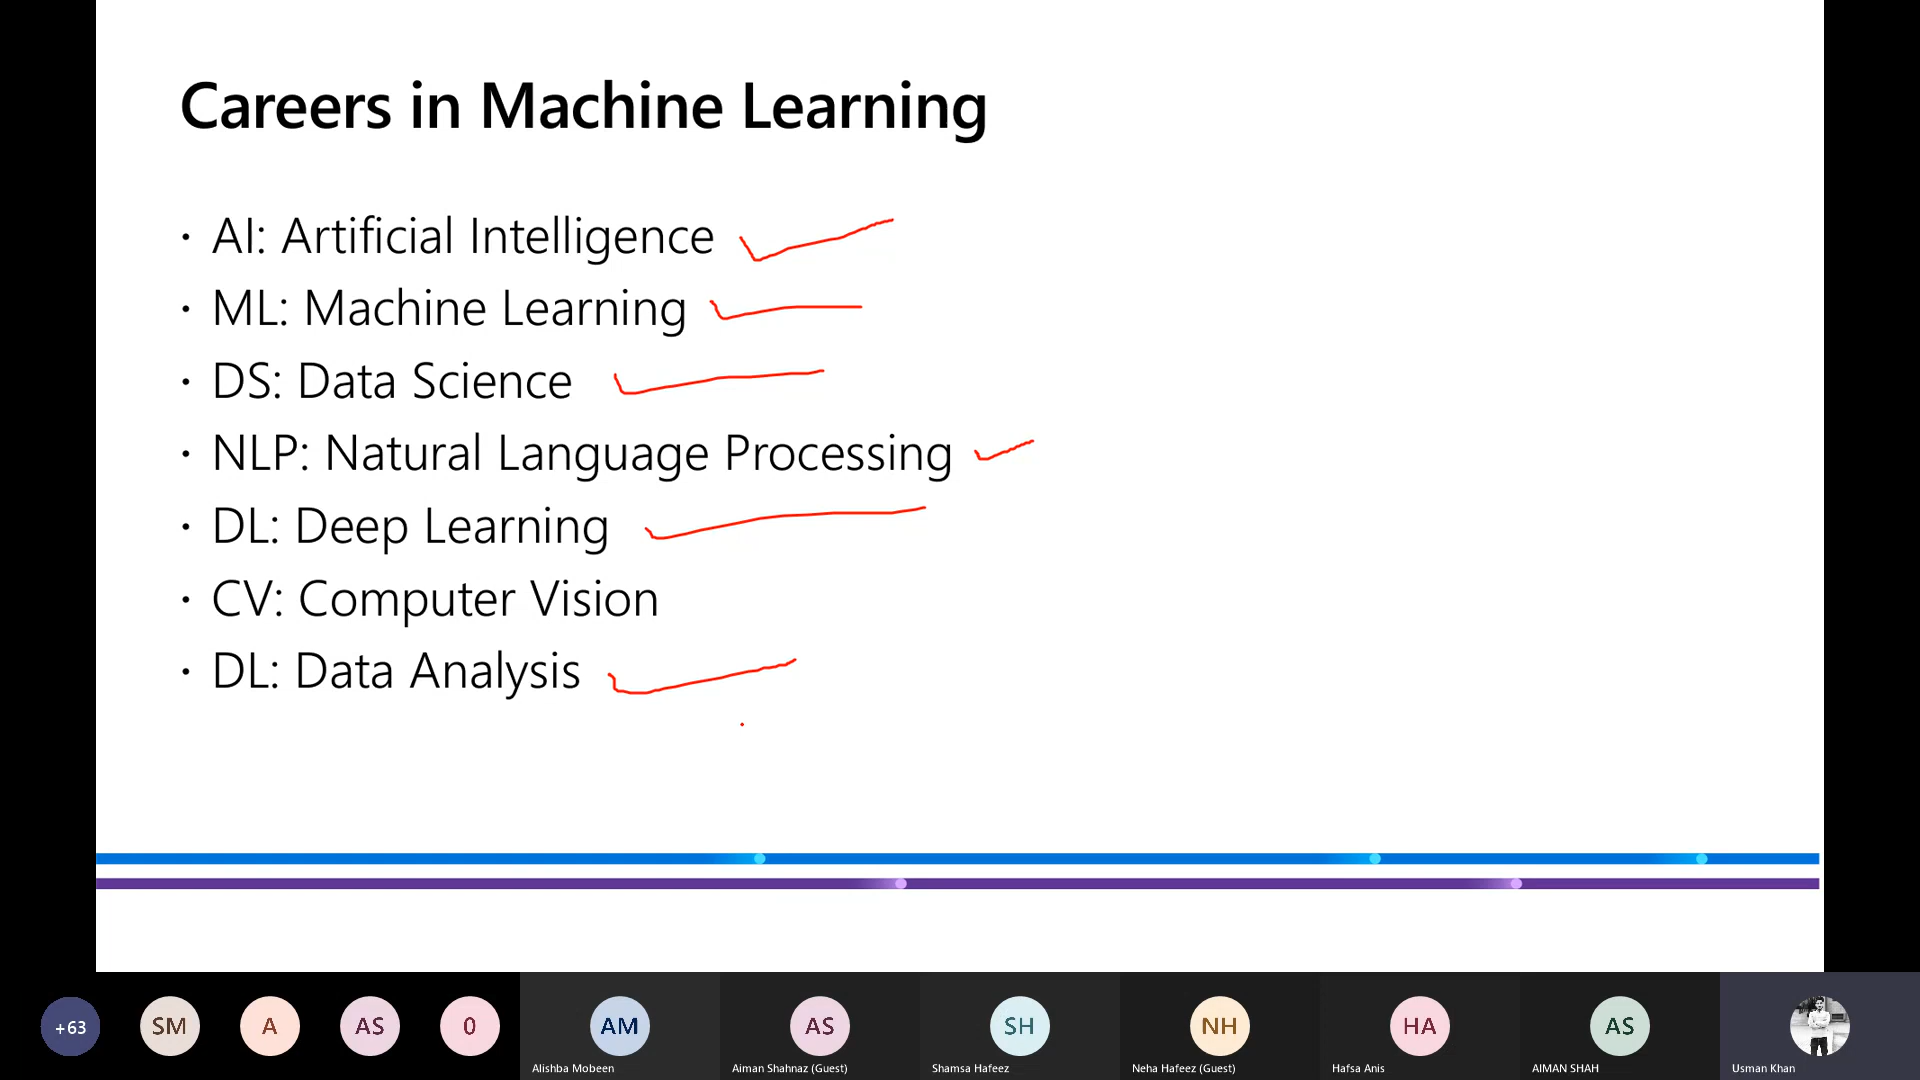 Careers in Machine Learning
• AI: Artificial Intelligence
• ML: Machine Learning
• DS: Data Science
• NLP: Natural Language Processing
• DL: Deep Learning
• CV: Computer Vision
• DL: Data Analysis
+63 SM A AS 0 AM AS SH NH HA AS
Alishba Mobeen Aiman Shahnaz (Guest) Shamsa Hafeez Neha Hafeez (Guest) Hafsa Anis AIMAN SHAH Usman Khan